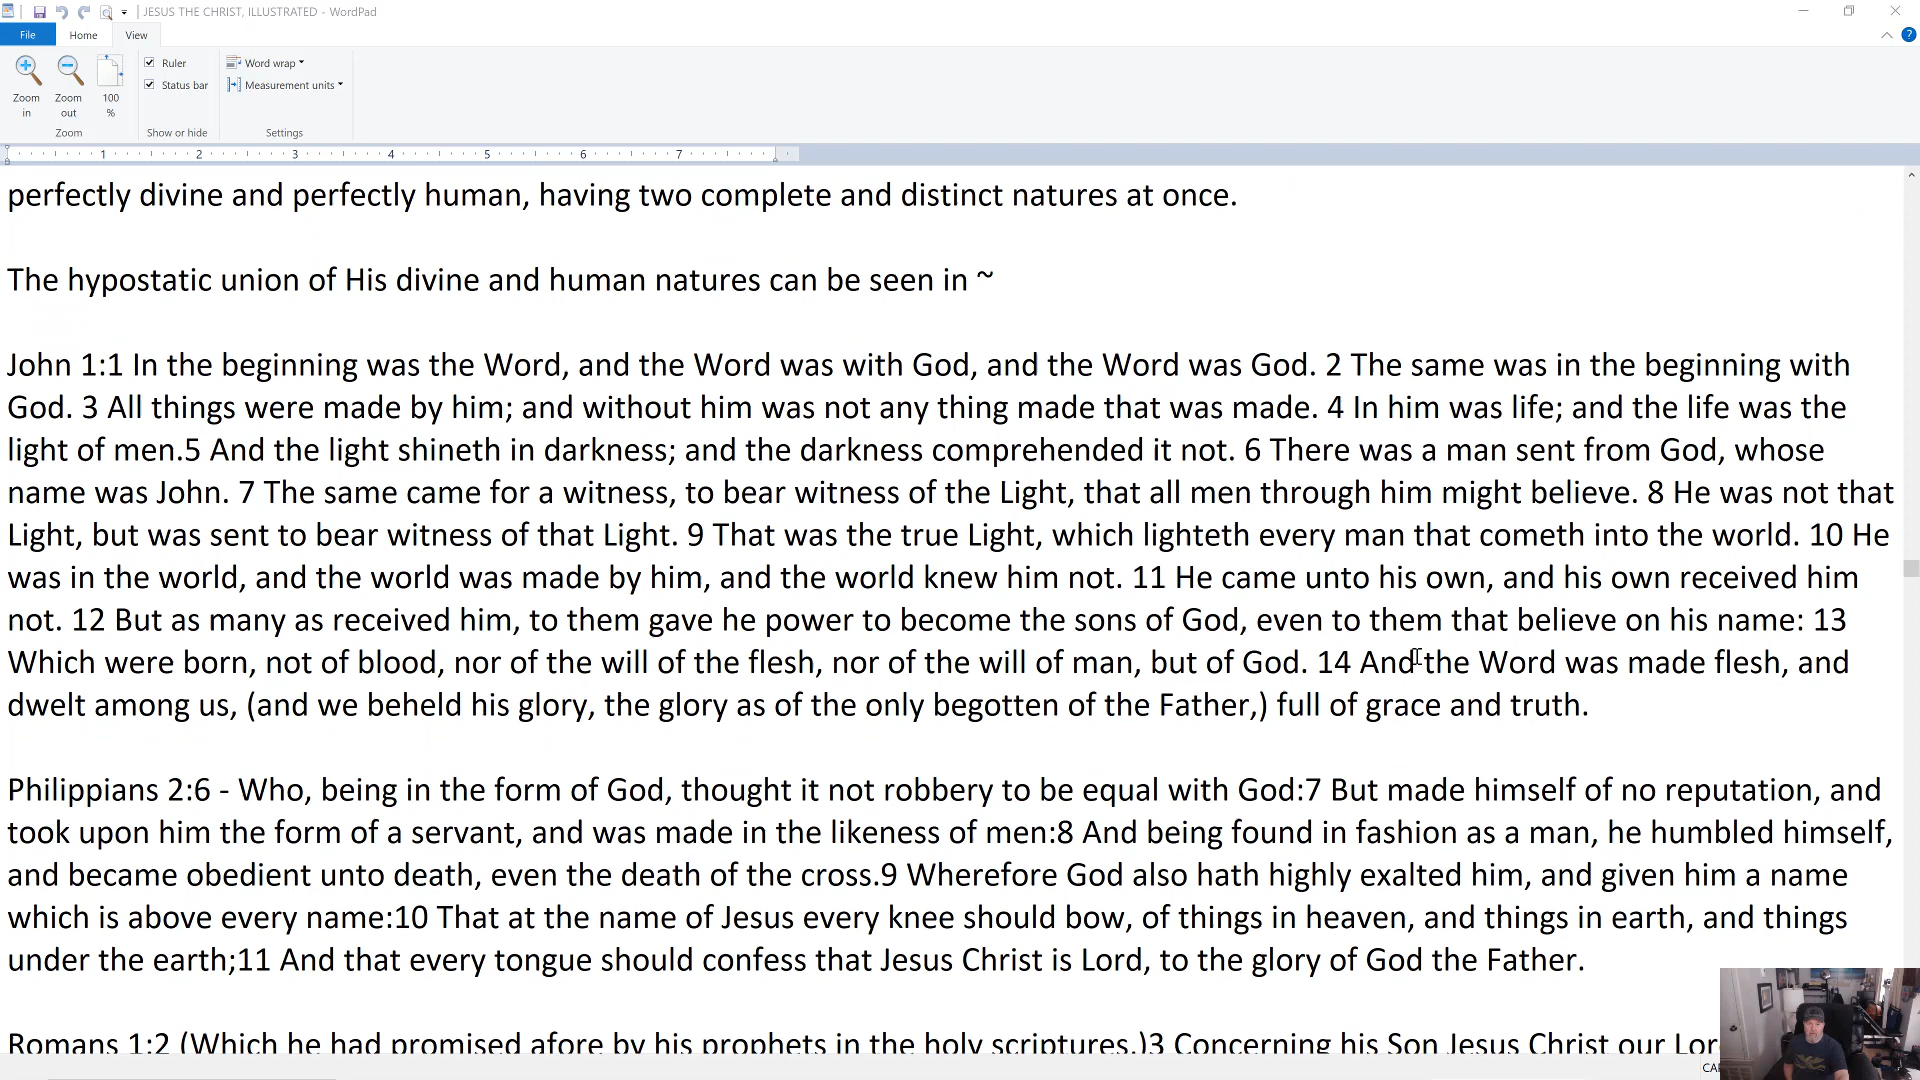 JESUS THE CHRIST, ILLUSTRATED - WordPad
File Home View
Zoom in
Zoom out
100 %
Zoom
Ruler
Status bar
Show or hide
Word wrap
Measurement units
Settings
1 2 3 4 5 6 7
perfectly divine and perfectly human, having two complete and distinct natures at once.
The hypostatic union of His divine and human natures can be seen in ~
John 1:1 In the beginning was the Word, and the Word was with God, and the Word was God. 2 The same was in the beginning with
God. 3 All things were made by him; and without him was not any thing made that was made. 4 In him was life; and the life was the
light of men.5 And the light shineth in darkness; and the darkness comprehended it not. 6 There was a man sent from God, whose
name was John. 7 The same came for a witness, to bear witness of the Light, that all men through him might believe. 8 He was not that
Light, but was sent to bear witness of that Light. 9 That was the true Light, which lighteth every man that cometh into the world. 10 He
was in the world, and the world was made by him, and the world knew him not. 11 He came unto his own, and his own received him
not. 12 But as many as received him, to them gave he power to become the sons of God, even to them that believe on his name: 13
Which were born, not of blood, nor of the will of the flesh, nor of the will of man, but of God. 14 And the Word was made flesh, and
dwelt among us, (and we beheld his glory, the glory as of the only begotten of the Father,) full of grace and truth.
Philippians 2:6 - Who, being in the form of God, thought it not robbery to be equal with God:7 But made himself of no reputation, and
took upon him the form of a servant, and was made in the likeness of men:8 And being found in fashion as a man, he humbled himself,
and became obedient unto death, even the death of the cross.9 Wherefore God also hath highly exalted him, and given him a name
which is above every name:10 That at the name of Jesus every knee should bow, of things in heaven, and things in earth, and things
under the earth;11 And that every tongue should confess that Jesus Christ is Lord, to the glory of God the Father.
Romans 1:2 (Which he had promised afore by his prophets in the holy scriptures,)3 Concerning his Son Jesus Christ our